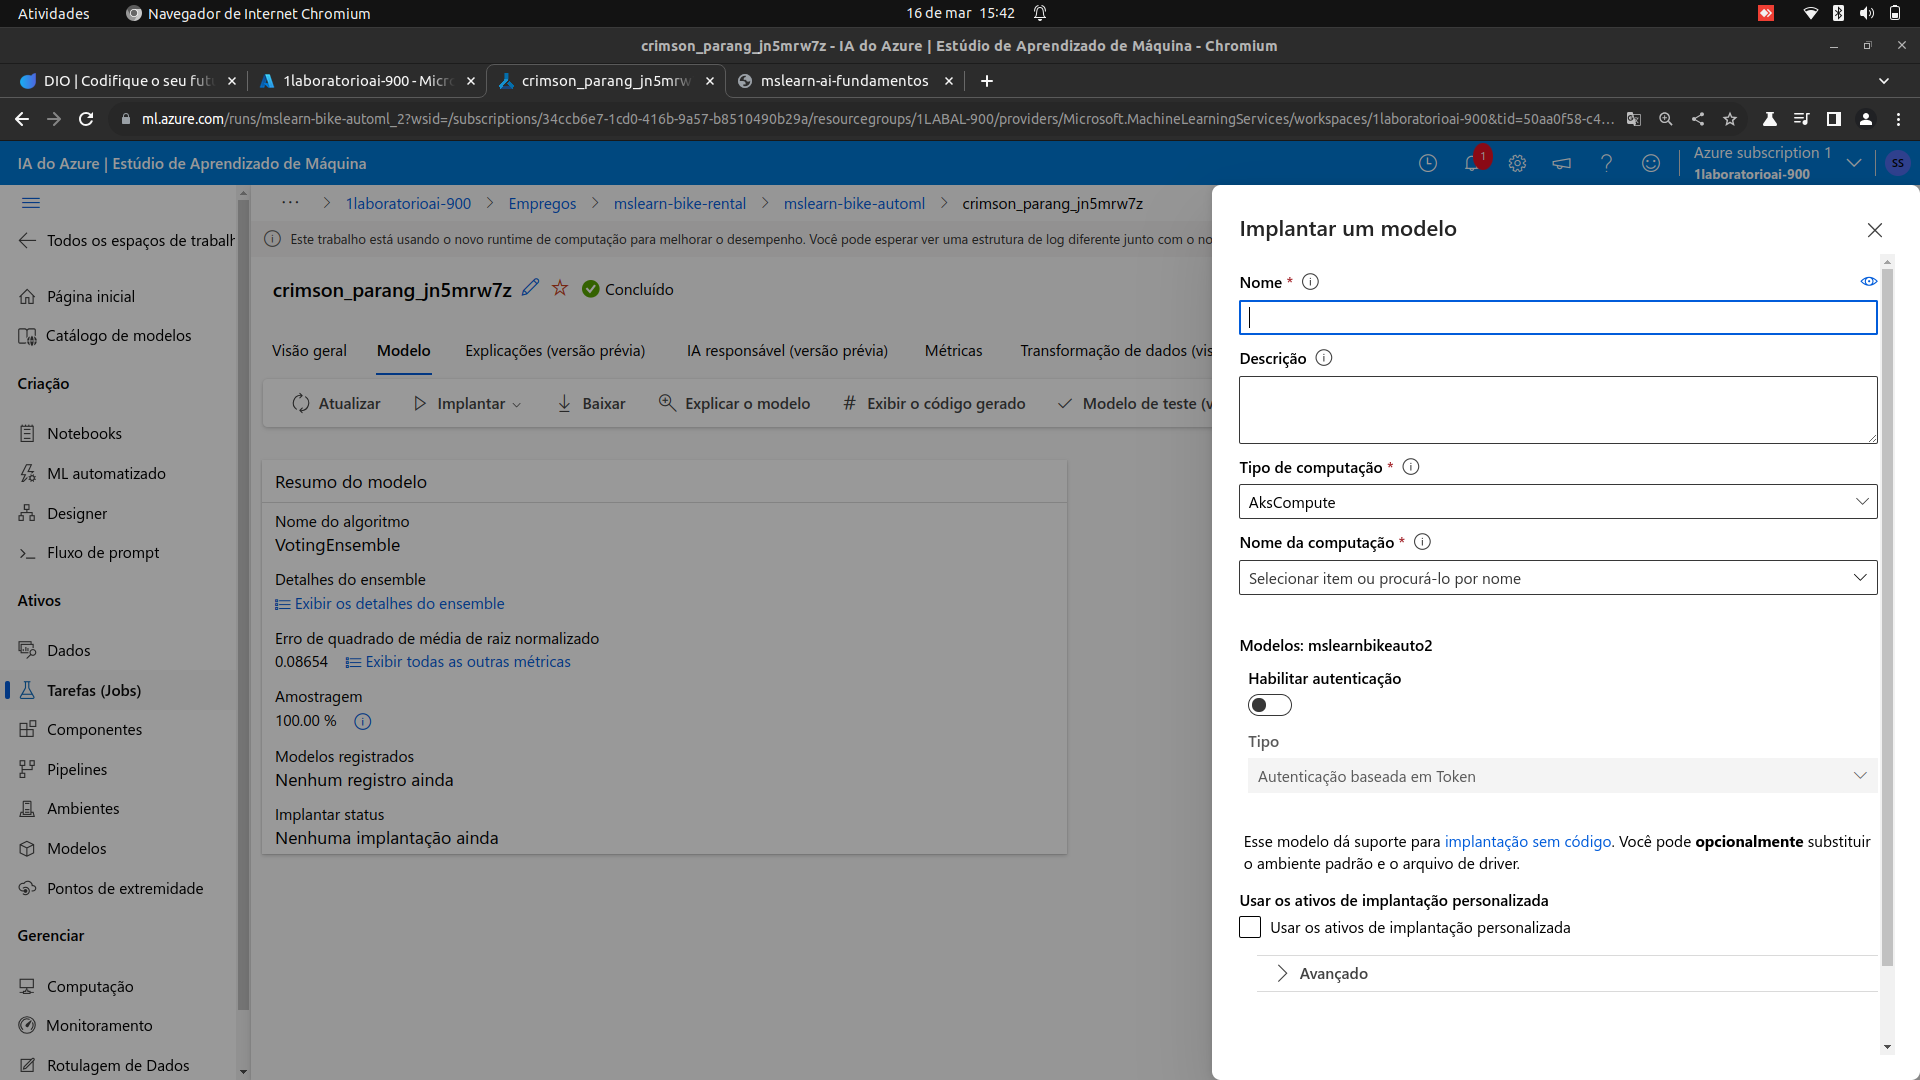 Atividades
Navegador de Internet Chromium
16 de mar 15:42
crimson_parang_jn5mrw7z - IA do Azure | Estúdio de Aprendizado de Máquina - Chromium
DIO | Codifique o seu fut
1laboratorioai-900 - Micro
crimson_parang_jn5mrw
mslearn-ai-fundamentos
ml.azure.com/runs/mslearn-bike-automl_2?wsid=/subscriptions/34ccb6e7-1cd0-416b-9a57-b8510490b29a/resourcegroups/1LABAL-900/providers/Microsoft.MachineLearningServices/workspaces/1laboratorioai-900&tid=50aa0f58-c4...
IA do Azure | Estúdio de Aprendizado de Máquina
1
Azure subscription 1
1laboratorioai-900
SS
Todos os espaços de trabalh
Página inicial
Catálogo de modelos
Criação
Notebooks
ML automatizado
Designer
Fluxo de prompt
Ativos
Dados
Tarefas (Jobs)
Componentes
Pipelines
Ambientes
Modelos
Pontos de extremidade
Gerenciar
Computação
Monitoramento
Rotulagem de Dados
... > 1laboratorioai-900 > Empregos > mslearn-bike-rental > mslearn-bike-automl > crimson_parang_jn5mrw7z
Este trabalho está usando o novo runtime de computação para melhorar o desempenho. Você pode esperar ver uma estrutura de log diferente junto com o no
crimson_parang_jn5mrw7z
Concluído
Visão geral
Modelo
Explicações (versão prévia)
IA responsável (versão prévia)
Métricas
Transformação de dados (vis
Atualizar
Implantar
Baixar
Explicar o modelo
# Exibir o código gerado
Modelo de teste (v
Resumo do modelo
Nome do algoritmo
VotingEnsemble
Detalhes do ensemble
Exibir os detalhes do ensemble
Erro de quadrado de média de raiz normalizado
0.08654
Exibir todas as outras métricas
Amostragem
100.00 %
Modelos registrados
Nenhum registro ainda
Implantar status
Nenhuma implantação ainda
Implantar um modelo
Nome *
Descrição
Tipo de computação *
AksCompute
Nome da computação *
Selecionar item ou procurá-lo por nome
Modelos: mslearnbikeauto2
Habilitar autenticação
Tipo
Autenticação baseada em Token
Esse modelo dá suporte para implantação sem código. Você pode opcionalmente substituir
o ambiente padrão e o arquivo de driver.
Usar os ativos de implantação personalizada
Usar os ativos de implantação personalizada
Avançado